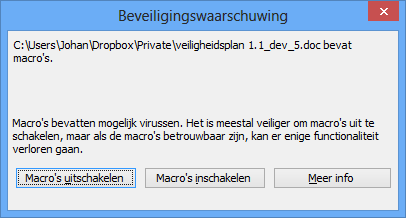 Beveiligingswaarschuwing
C:\Users\Johan\Dropbox\Private\veiligheidsplan 1.1_dev_5.doc bevat
macro's.
Macro's bevatten mogelijk virussen. Het is meestal veiliger om macro's uit te
schakelen, maar als de macro's betrouwbaar zijn, kan er enige functionaliteit
verloren gaan.
Macro's uitschakelen
Macro's inschakelen
Meer info